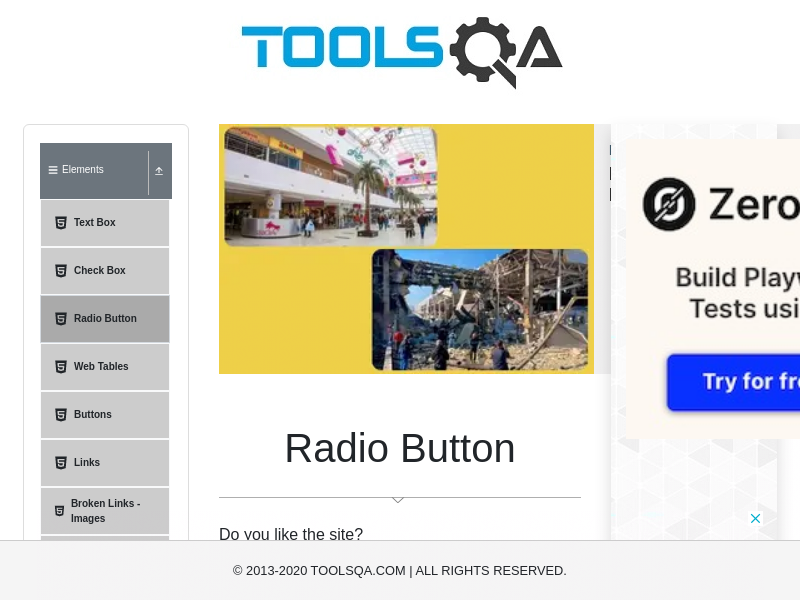 TOOLSQA
Elements
Text Box
Check Box
Radio Button
Web Tables
Buttons
Links
Broken Links -
Images
Radio Button
Do you like the site?
Zero
Build Play
Tests usi
Try for fr
© 2013-2020 TOOLSQA.COM | ALL RIGHTS RESERVED.